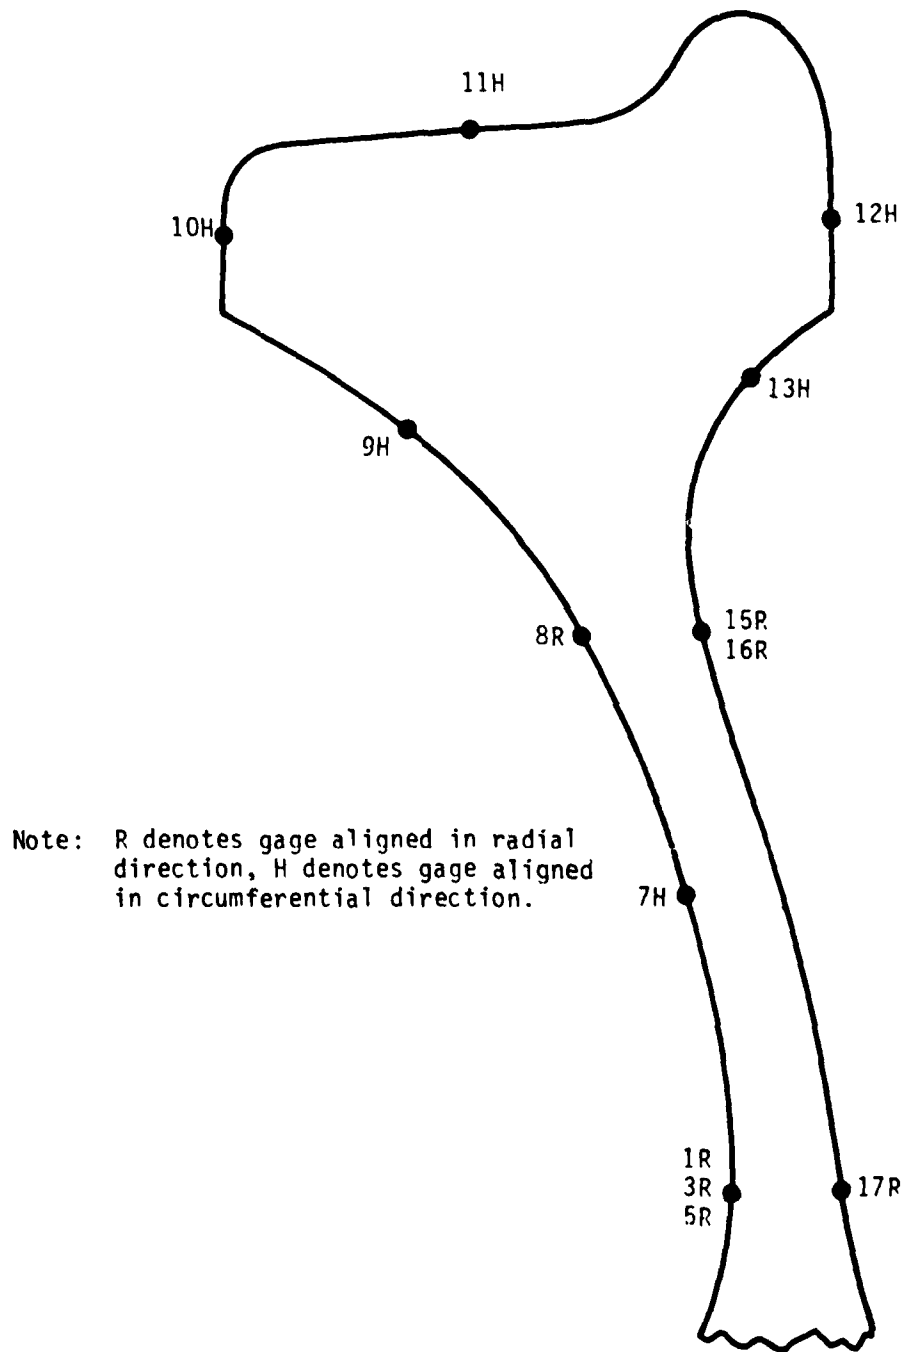 11H
10H
12H
13H
9H
8R
15R
16R
Note: R denotes gage aligned in radial
direction, H denotes gage aligned
in circumferential direction.
7H
1R
3R
5R
17R